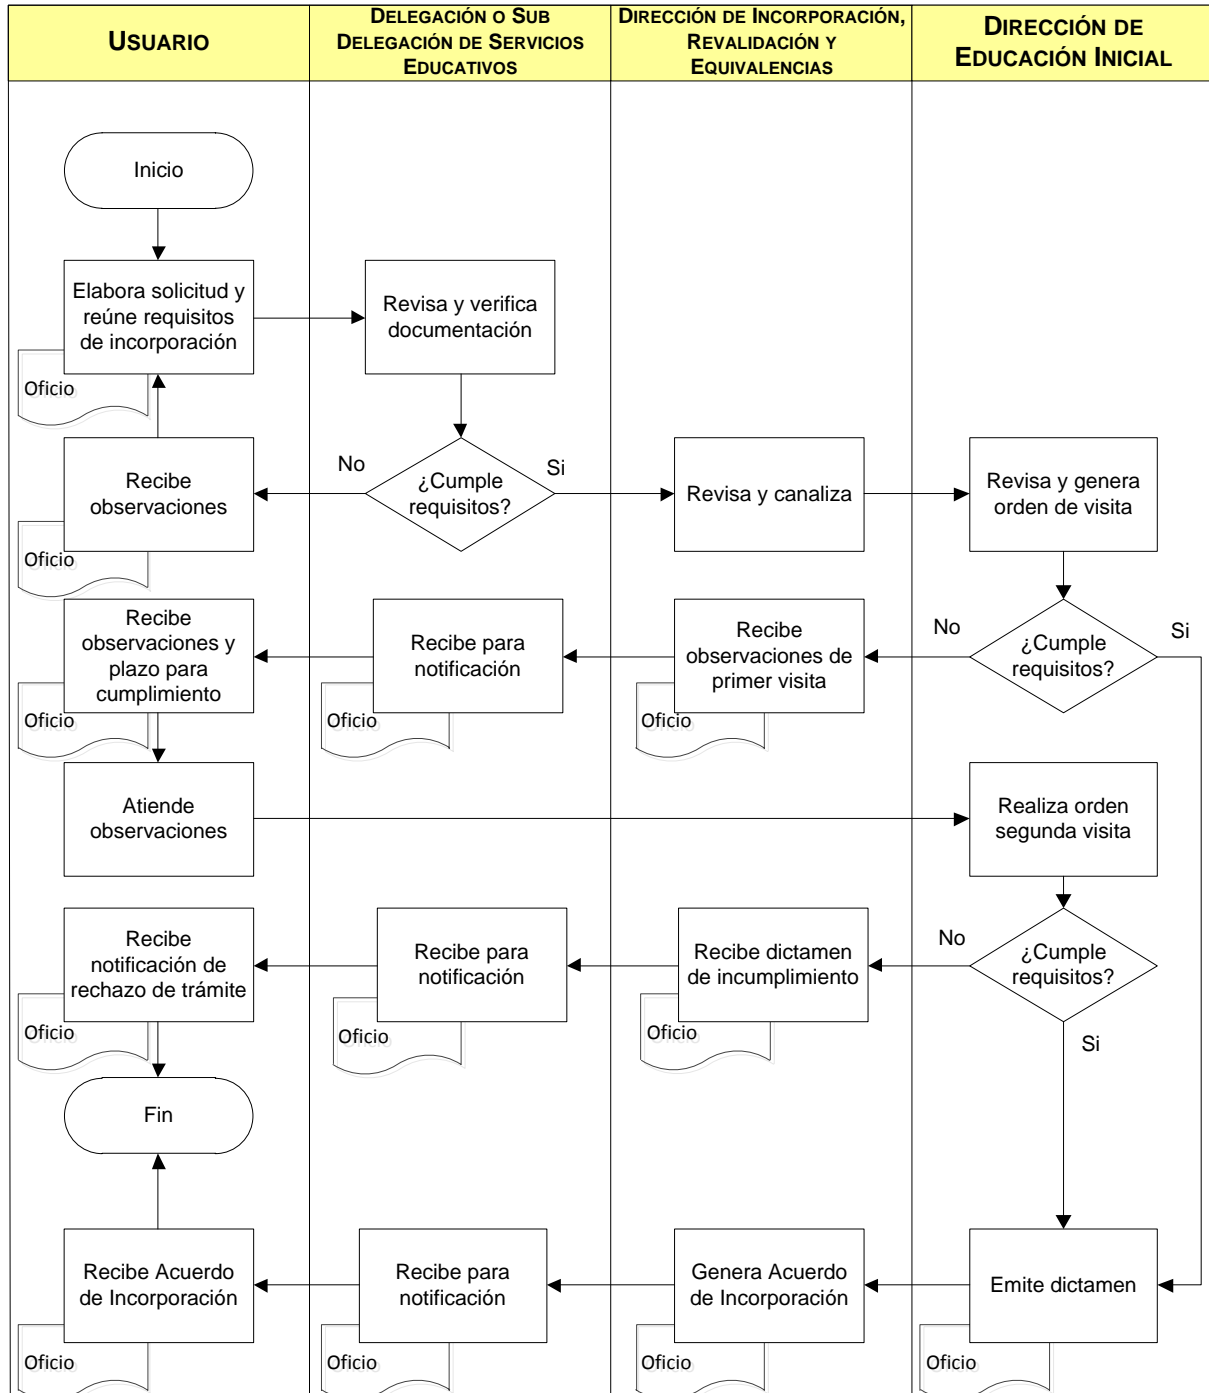 USUARIO
DELEGACIÓN O SUB
DELEGACIÓN DE SERVICIOS
EDUCATIVOS
DIRECCIÓN DE INCORPORACIÓN,
REVALIDACIÓN Y
EQUIVALENCIAS
DIRECCIÓN DE
EDUCACIÓN INICIAL
Inicio
Elabora solicitud y
reúne requisitos
de incorporación
Oficio
Revisa y verifica
documentación
Recibe
observaciones
Oficio
No
¿Cumple
requisitos?
Si
Revisa y canaliza
Revisa y genera
orden de visita
Recibe
observaciones y
plazo para
cumplimiento
Oficio
Recibe para
notificación
Oficio
Recibe
observaciones de
primer visita
Oficio
No
¿Cumple
requisitos?
Si
Atiende
observaciones
Realiza orden
segunda visita
Recibe
notificación de
rechazo de trámite
Oficio
Recibe para
notificación
Oficio
Recibe dictamen
de incumplimiento
Oficio
No
¿Cumple
requisitos?
Si
Fin
Recibe Acuerdo
de Incorporación
Oficio
Recibe para
notificación
Oficio
Genera Acuerdo
de Incorporación
Oficio
Emite dictamen
Oficio